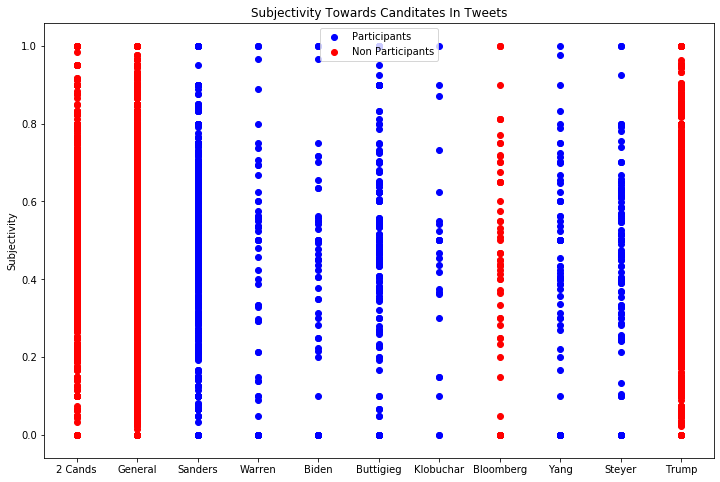 Subjectivity Towards Canditates In Tweets
Participants
Non Participants
Subjectivity
1.0
0.8
0.6
0.4
0.2
0.0
2 Cands General Sanders Warren Biden Buttigieg Klobuchar Bloomberg Yang Steyer Trump